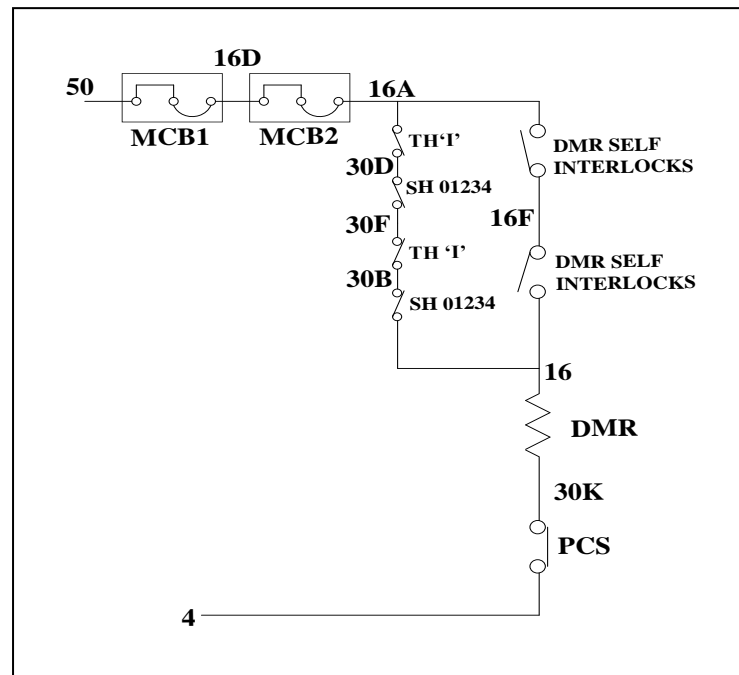 16D
50
16A
MCB1
MCB2
TH‘I’
DMR SELF
INTERLOCKS
30D
SH 01234
16F
30F
TH ‘I’
30B
DMR SELF
INTERLOCKS
SH 01234
16
DMR
30K
PCS
4